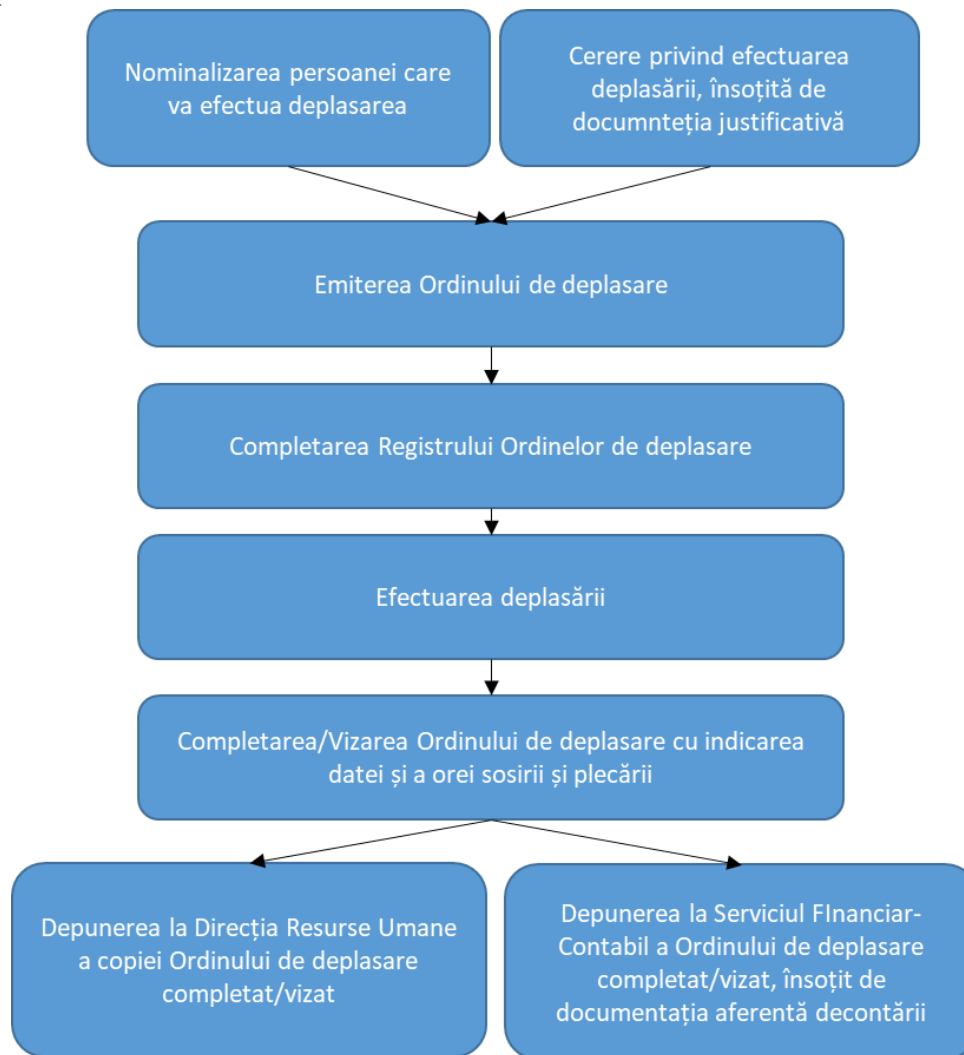 Nominalizarea persoanei care
va efectua deplasarea
Cerere privind efectuarea
deplasării, însoțită de
documnteția justificativă
Emiterea Ordinului de deplasare
Completarea Registrului Ordinelor de deplasare
Efectuarea deplasării
Completarea/Vizarea Ordinului de deplasare cu indicarea
datei și a orei sosirii și plecării
Depunerea la Direcția Resurse Umane
a copiei Ordinului de deplasare
completat/vizat
Depunerea la Serviciul FInanciar-
Contabil a Ordinului de deplasare
completat/vizat, însoțit de
documentația aferentă decontării